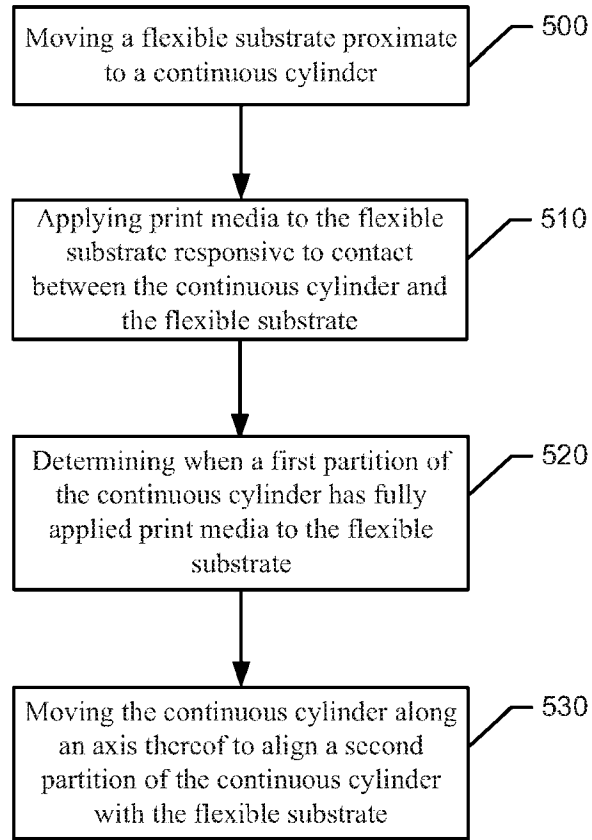 Moving a flexible substrate proximate
to a continuous cylinder
500
Applying print media to the flexible
substrate responsive to contact
between the continuous cylinder and
the flexible substrate
510
Determining when a first partition of
the continuous cylinder has fully
applied print media to the flexible
substrate
520
Moving the continuous cylinder along
an axis thereof to align a second
partition of the continuous cylinder
with the flexible substrate
530